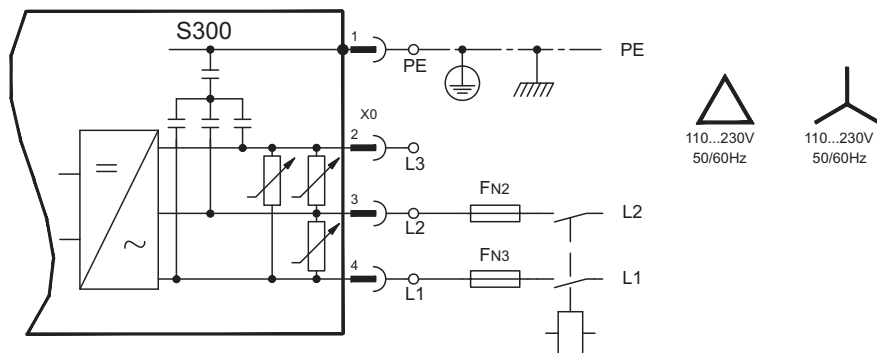 S300
1
PE
PE
X0
2
L3
3
L2
FN2
L2
4
L1
FN3
L1
110...230V
50/60Hz
110...230V
50/60Hz